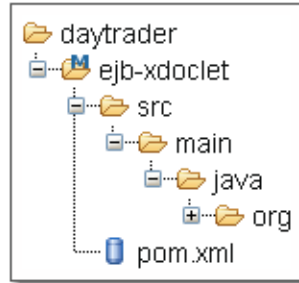 daytrader
ejb-xdoclet
src
main
java
org
pom.xml